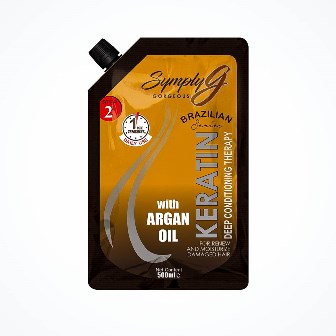 Symply G
GORGEOUS
BRAZILIAN
2
1
with
ARGAN
OIL
KERATIN
DEEP CONDITIONING THERAPY
FOR RENEW
AND MOISTURIZE
DAMAGED HAIR
Net Content
500ml e